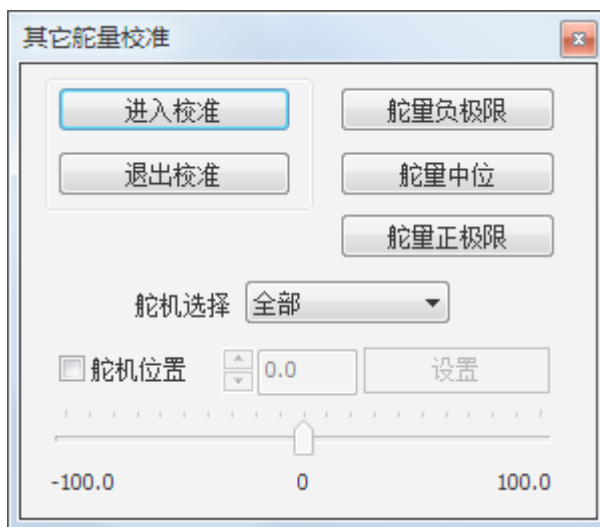 其它舵量校准
进入校准 舵量负极限
退出校准 舵量中位
舵量正极限
舵机选择 全部
舵机位置 0.0 设置
-100.0 0 100.0